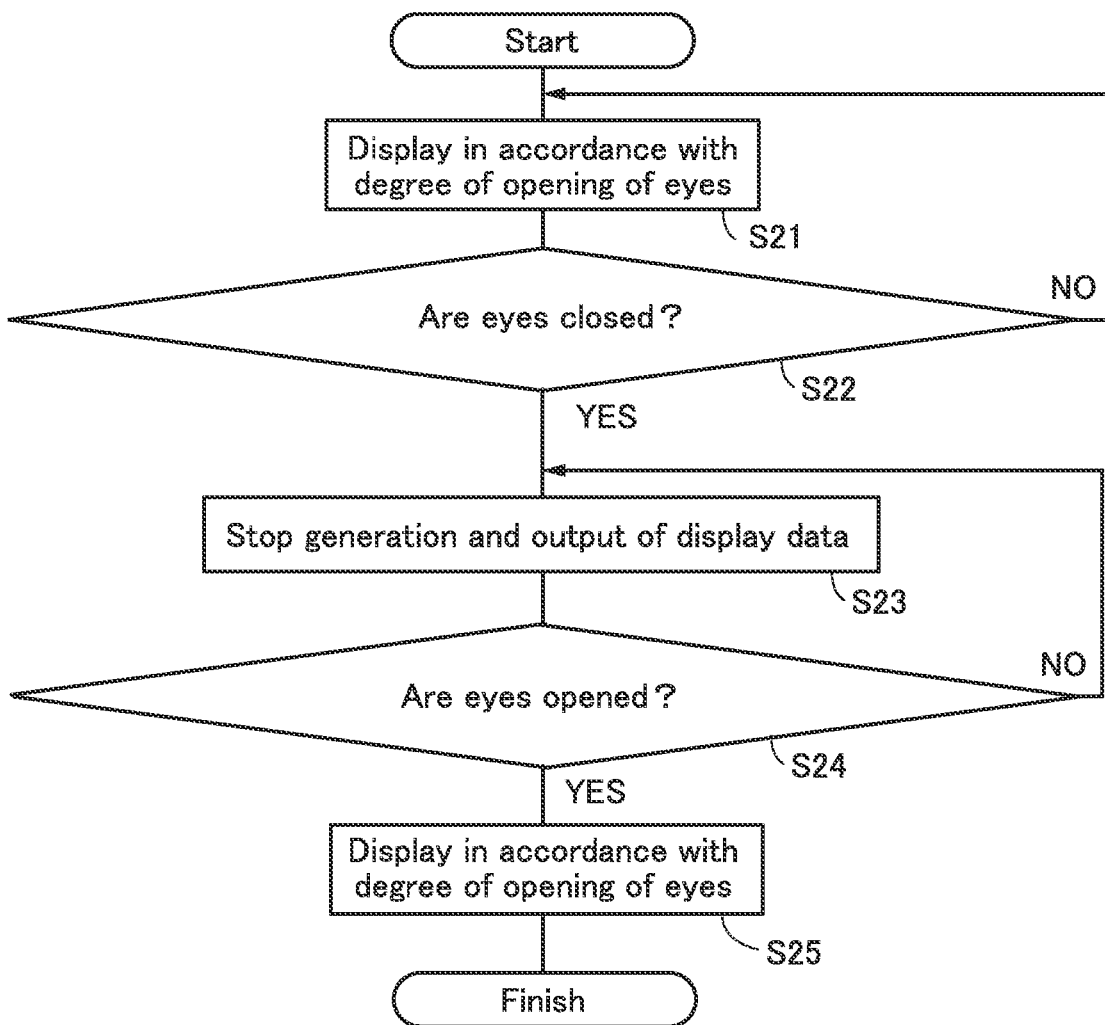 Start
Display in accordance with
degree of opening of eyes
S21
Are eyes closed?
NO
S22
YES
Stop generation and output of display data
S23
Are eyes opened?
NO
S24
YES
Display in accordance with
degree of opening of eyes
S25
Finish